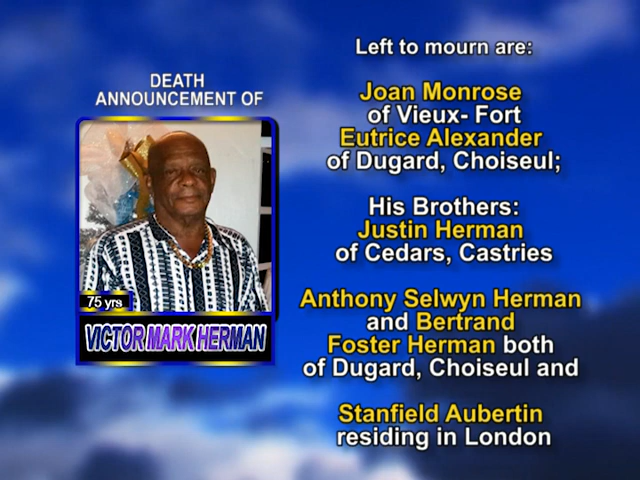 DEATH
ANNOUNCEMENT OF
75 yrs
VICTOR MARK HERMAN
Left to mourn are:
Joan Monrose
of Vieux- Fort
Eutrice Alexander
of Dugard, Choiseul;
His Brothers:
Justin Herman
of Cedars, Castries
Anthony Selwyn Herman
and Bertrand
Foster Herman both
of Dugard, Choiseul and
Stanfield Aubertin
residing in London